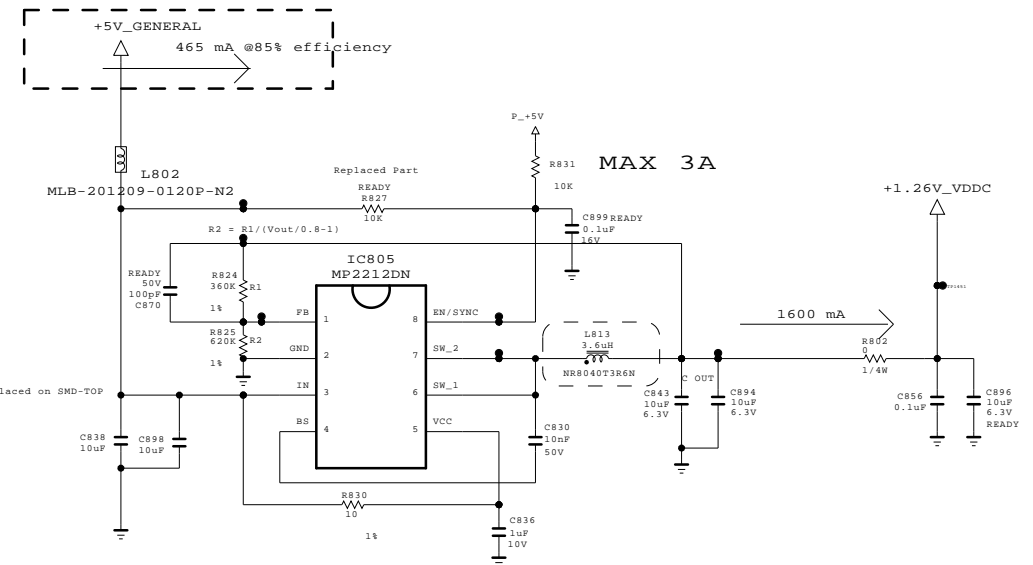 +5V_GENERAL
465 mA @85% efficiency
P_+5V
R831
10K
MAX 3A
L802
MLB-201209-0120P-N2
Replaced Part
READY
R827
10K
+1.26V_VDDC
C899 READY
0.1uF
16V
R2 = R1/(Vout/0.8-1)
IC805
MP2212DN
READY
50V
100pF
C870
R824
360K
R1
1%
R825
620K
R2
1%
FB
1
8
EN/SYNC
GND
2
7
SW_2
IN
3
6
SW_1
BS
4
5
VCC
L813
3.6uH
NR8040T3R6N
1600 mA
R802
0
1/4W
laced on SMD-TOP
C OUT
C843
10uF
6.3V
C894
10uF
6.3V
C856
0.1uF
C896
10uF
6.3V
READY
C838
10uF
C898
10uF
C830
10nF
50V
R830
10
1%
C836
1uF
10V